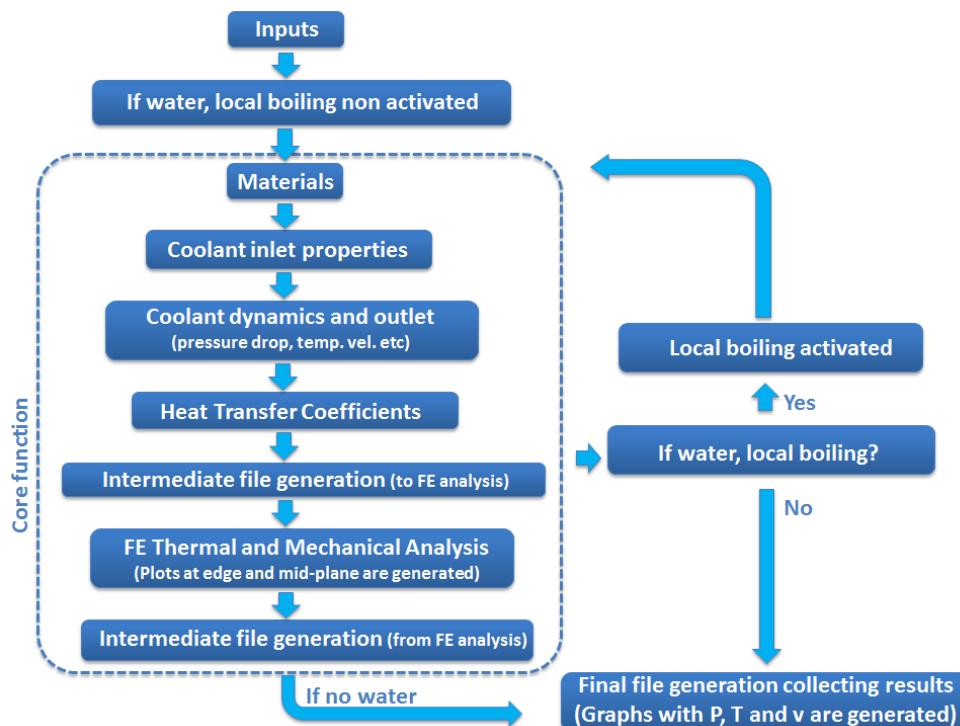 Inputs
If water, local boiling non activated
Materials
Coolant inlet properties
Coolant dynamics and outlet
(pressure drop, temp. vel. etc)
Heat Transfer Coefficients
Intermediate file generation (to FE analysis)
FE Thermal and Mechanical Analysis
(Plots at edge and mid-plane are generated)
Intermediate file generation (from FE analysis)
Core function
If no water
Local boiling activated
Yes
If water, local boiling?
No
Final file generation collecting results
(Graphs with P, T and v are generated)